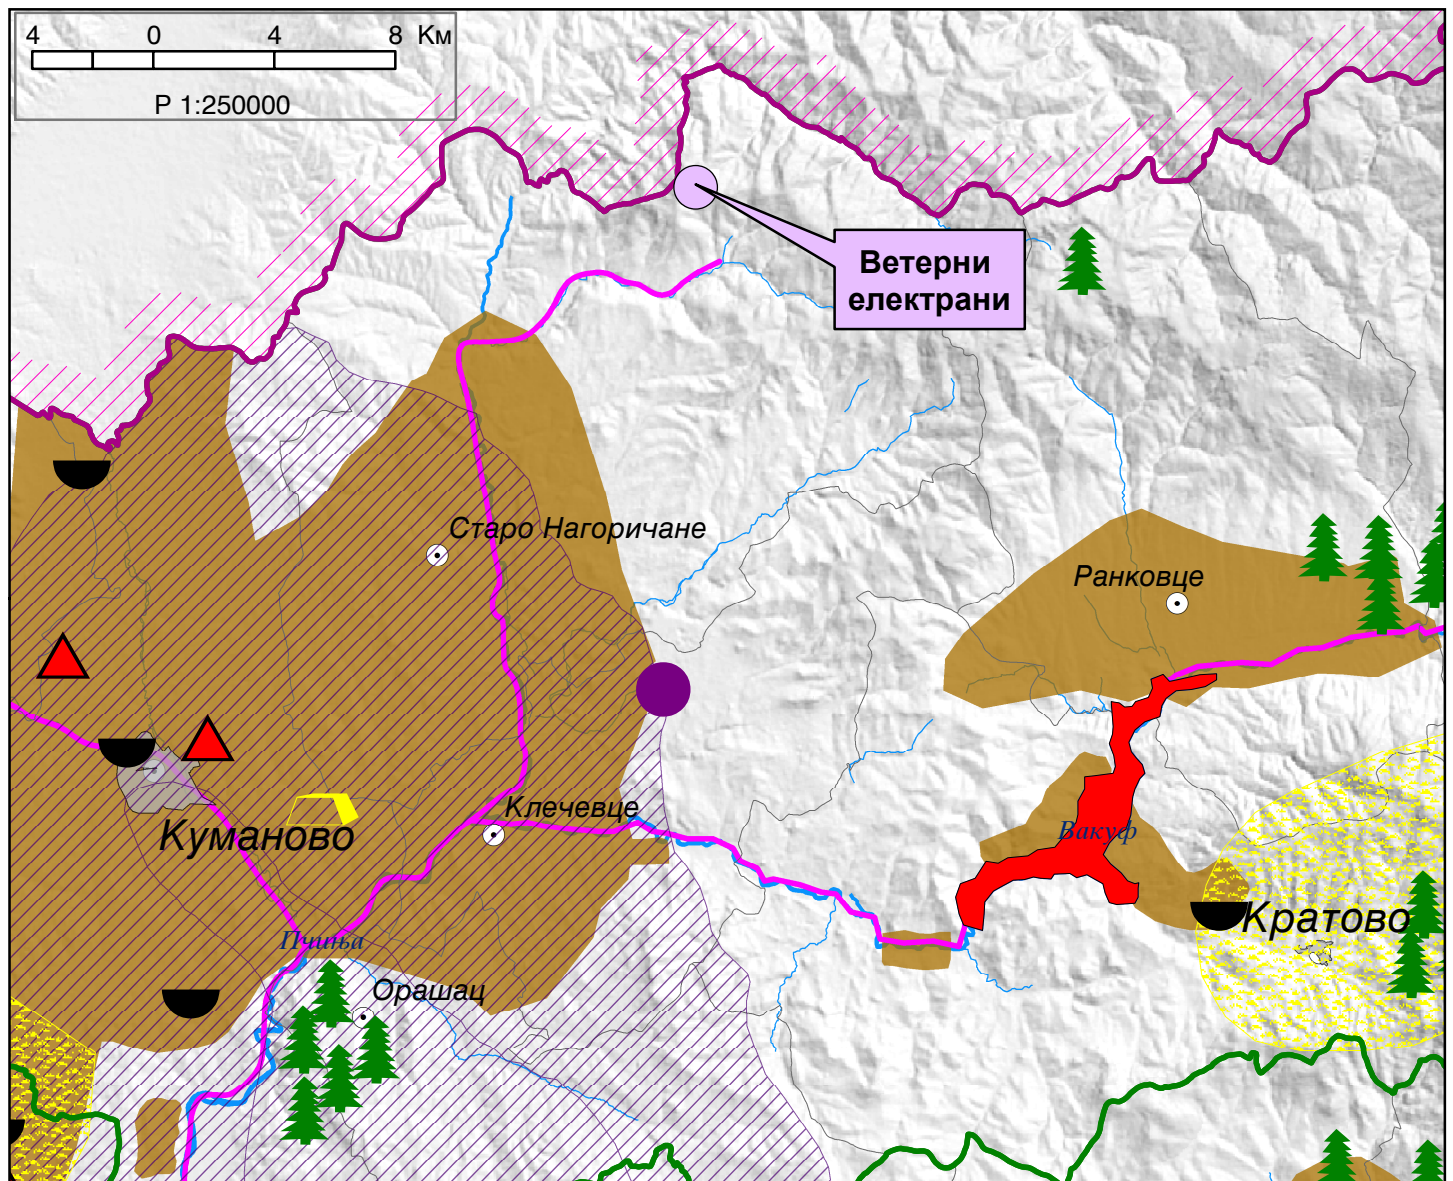 4 0 4 8 Км
Р 1:250000
Ветерни
електрани
Старо Нагоричане
Ранковце
Клечевце
Куманово
Вакуф
Кратово
Пчиња
Орашац